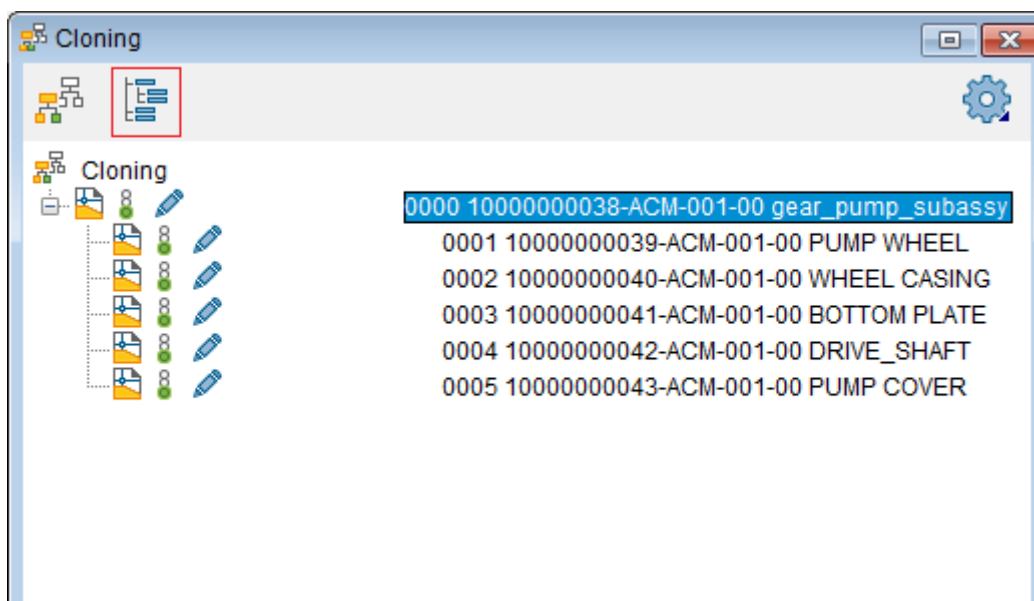 Cloning
Cloning
0000 10000000038-ACM-001-00 gear_pump_subassy
0001 10000000039-ACM-001-00 PUMP WHEEL
0002 10000000040-ACM-001-00 WHEEL CASING
0003 10000000041-ACM-001-00 BOTTOM PLATE
0004 10000000042-ACM-001-00 DRIVE_SHAFT
0005 10000000043-ACM-001-00 PUMP COVER